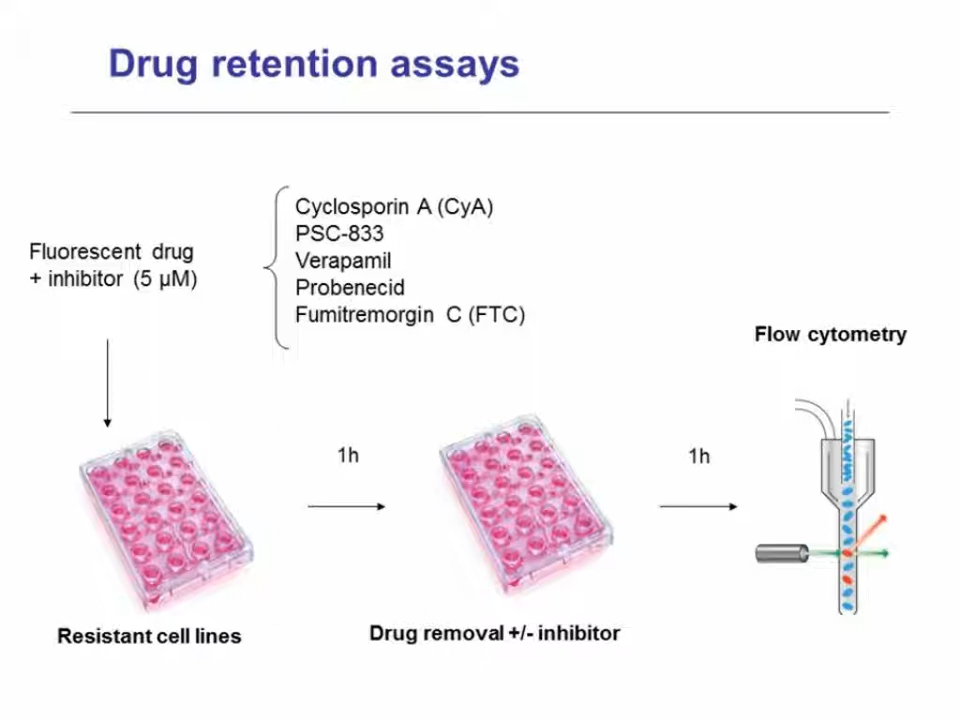 Drug retention assays
Fluorescent drug
+ inhibitor (5 µM)
Cyclosporin A (CyA)
PSC-833
Verapamil
Probenecid
Fumitremorgin C (FTC)
Flow cytometry
1h
1h
Resistant cell lines
Drug removal +/- inhibitor